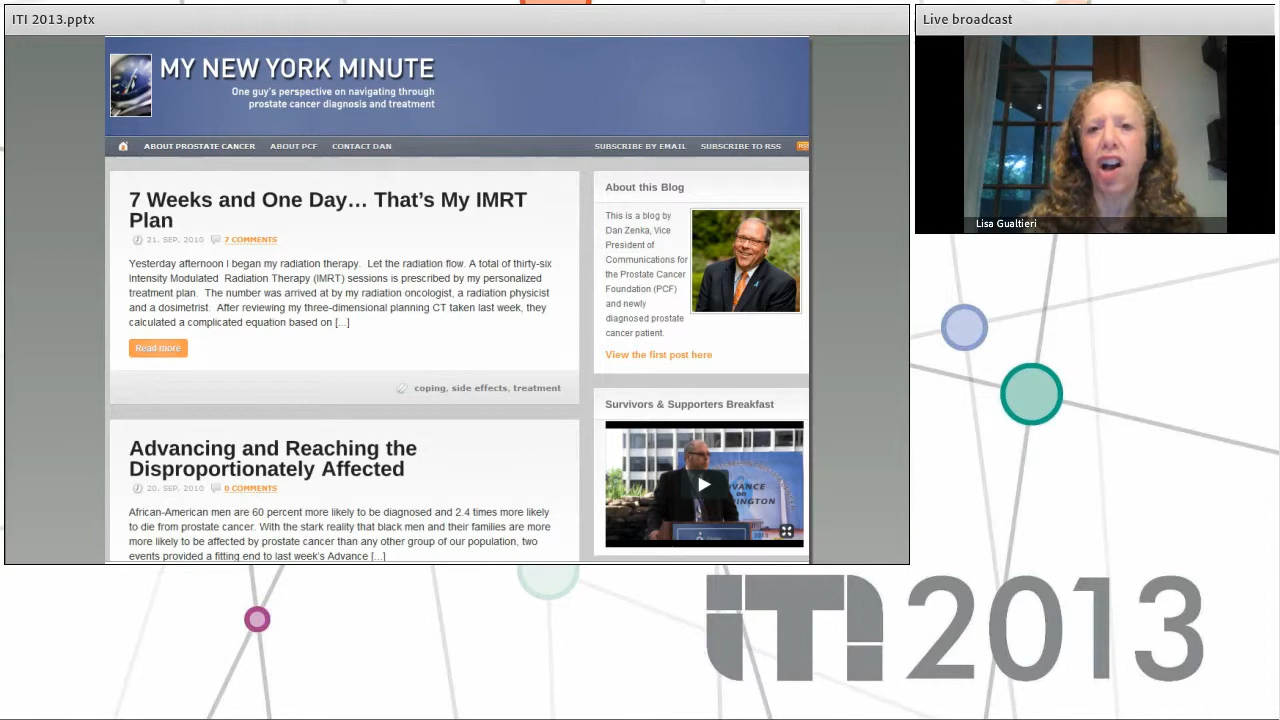 ITI 2013.pptx
MY NEW YORK MINUTE
One guy's perspective on navigating through
prostate cancer diagnosis and treatment
ABOUT PROSTATE CANCER ABOUT PCF CONTACT DAN SUBSCRIBE BY EMAIL SUBSCRIBE TO RSS
7 Weeks and One Day… That's My IMRT
Plan
21. SEP, 2010 7 COMMENTS
Yesterday afternoon I began my radiation therapy. Let the radiation flow. A total of thirty-six
Intensity Modulated Radiation Therapy (IMRT) sessions is prescribed by my personalized
treatment plan. The number was arrived at by my radiation oncologist, a radiation physicist
and a dosimetrist. After reviewing my three-dimensional planning CT taken last week, they
calculated a complicated equation based on [...]
Read more
coping, side effects, treatment
Advancing and Reaching the
Disproportionately Affected
20. SEP, 2010 0 COMMENTS
African-American men are 60 percent more likely to be diagnosed and 2.4 times more likely
to die from prostate cancer. With the stark reality that black men and their families are more
more likely to be affected by prostate cancer than any other group of our population, two
events provided a fitting end to last week's Advance [...]
About this Blog
This is a blog by
Dan Zenka, Vice
President of
Communications for
the Prostate Cancer
Foundation (PCF)
and newly
diagnosed prostate
cancer patient.
View the first post here
Survivors & Supporters Breakfast
Live broadcast
Lisa Gualtieri
iTi 2013